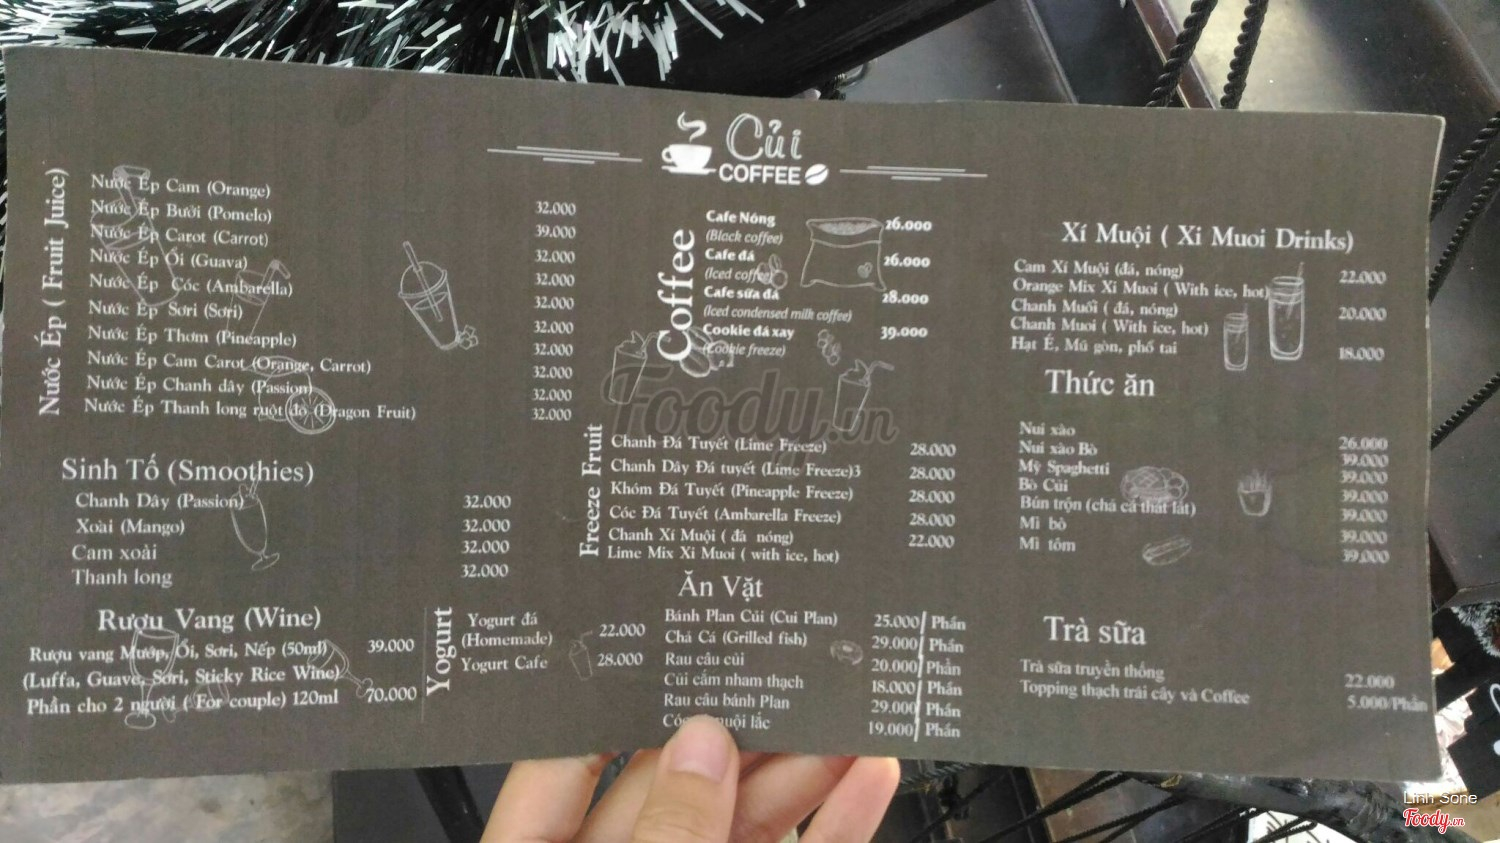 Củi
COFFEE
Nước Ép ( Fruit Juice)
Nước Ép Cam (Orange) 32.000
Nước Ép Bưởi (Pomelo) 39.000
Nước Ép Carot (Carrot) 32.000
Nước Ép Ổi (Guava) 32.000
Nước Ép Cóc (Ambarella) 32.000
Nước Ép Sơri (Sơri) 32.000
Nước Ép Thơm (Pineapple) 32.000
Nước Ép Cam Carot (Orange, Carrot) 32.000
Nước Ép Chanh dây (Passion) 32.000
Nước Ép Thanh long ruột đỏ (Dragon Fruit) 32.000
Sinh Tố (Smoothies)
Chanh Dây (Passion) 32.000
Xoài (Mango) 32.000
Cam xoài 32.000
Thanh long 32.000
Rượu Vang (Wine)
Rượu vang Mướp, Ổi, Sơri, Nếp (50ml) 39.000
(Luffa, Guave, Sơri, Sticky Rice Wine)
Phần cho 2 người ( For couple) 120ml 70.000
Yogurt
Yogurt đá 22.000
(Homemade)
Yogurt Cafe 28.000
Coffee
Cafe Nóng 26.000
(Black coffee)
Cafe đá 26.000
(Iced coffee)
Cafe sữa đá 28.000
(Iced condensed milk coffee)
Cookie đá xay 39.000
(Cookie freeze)
Freeze Fruit
Chanh Đá Tuyết (Lime Freeze) 28.000
Chanh Dây Đá tuyết (Lime Freeze)3 28.000
Khóm Đá Tuyết (Pineapple Freeze) 28.000
Cóc Đá Tuyết (Ambarella Freeze) 28.000
Chanh Xí Muội ( đá nóng) 22.000
Lime Mix Xi Muoi ( with ice, hot)
Ăn Vặt
Bánh Plan Củi (Cui Plan) 25.000/ Phần
Chả Cá (Grilled fish) 29.000/ Phần
Rau câu củi 20.000/ Phần
Củi cấm nham thạch 18.000/ Phần
Rau câu bánh Plan 29.000/ Phần
muội lắc 19.000/ Phần
Xí Muội ( Xi Muoi Drinks)
Cam Xí Muội (đá, nóng) 22.000
Orange Mix Xi Muoi ( With ice, hot)
Chanh Muối ( đá, nóng) 20.000
Chanh Muoi ( With ice, hot)
Hạt É, Mủ gòn, phổ tai 18.000
Thức ăn
Nui xào 26.000
Nui xào Bò 39.000
Mỳ Spaghetti 39.000
Bò Củi 39.000
Bún trộn (chả cá thát lát) 39.000
Mì bò 39.000
Mì tôm 39.000
Trà sữa
Trà sữa truyền thống 22.000
Topping thạch trái cây và Coffee 5.000/Phần
Foody.vn
Linh Sone
Foody.vn